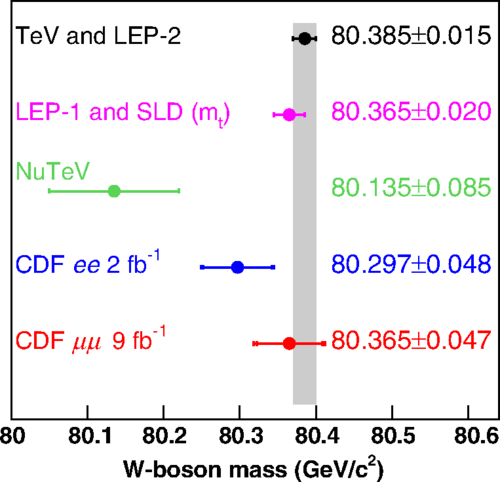 TeV and LEP-2 80.385±0.015
LEP-1 and SLD (mt) 80.365±0.020
NuTeV 80.135±0.085
CDF ee 2 fb-1 80.297±0.048
CDF μμ 9 fb-1 80.365±0.047
80 80.1 80.2 80.3 80.4 80.5 80.6
W-boson mass (GeV/c2)